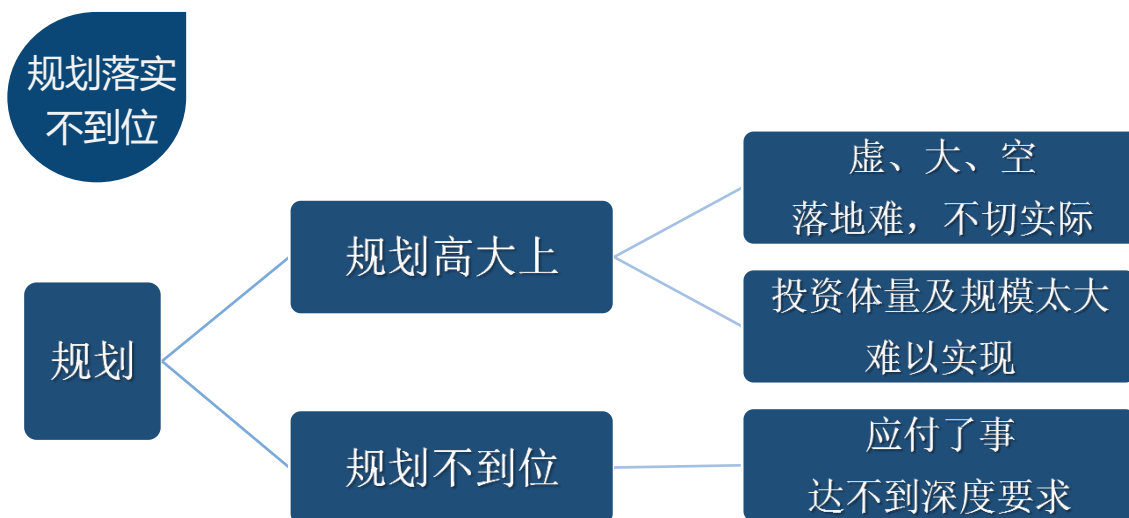 规划落实
不到位
规划
规划高大上
虚、大、空
落地难，不切实际
投资体量及规模太大
难以实现
规划不到位
应付了事
达不到深度要求